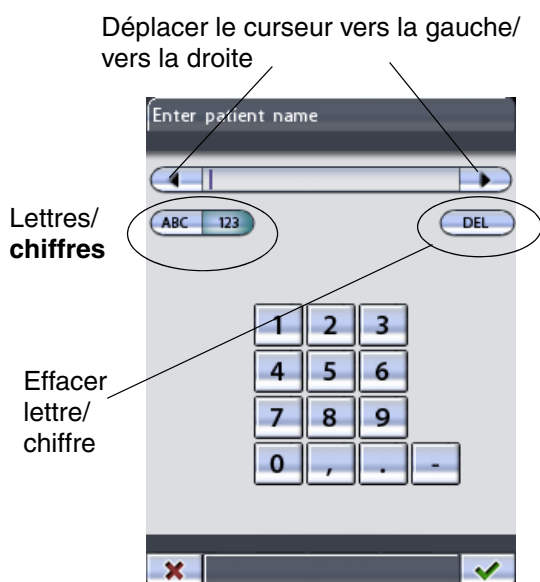 Déplacer le curseur vers la gauche/
vers la droite
Enter patient name
Lettres/
chiffres
ABC 123
DEL
1 2 3
4 5 6
Effacer
lettre/
chiffre
7 8 9
0 , . -